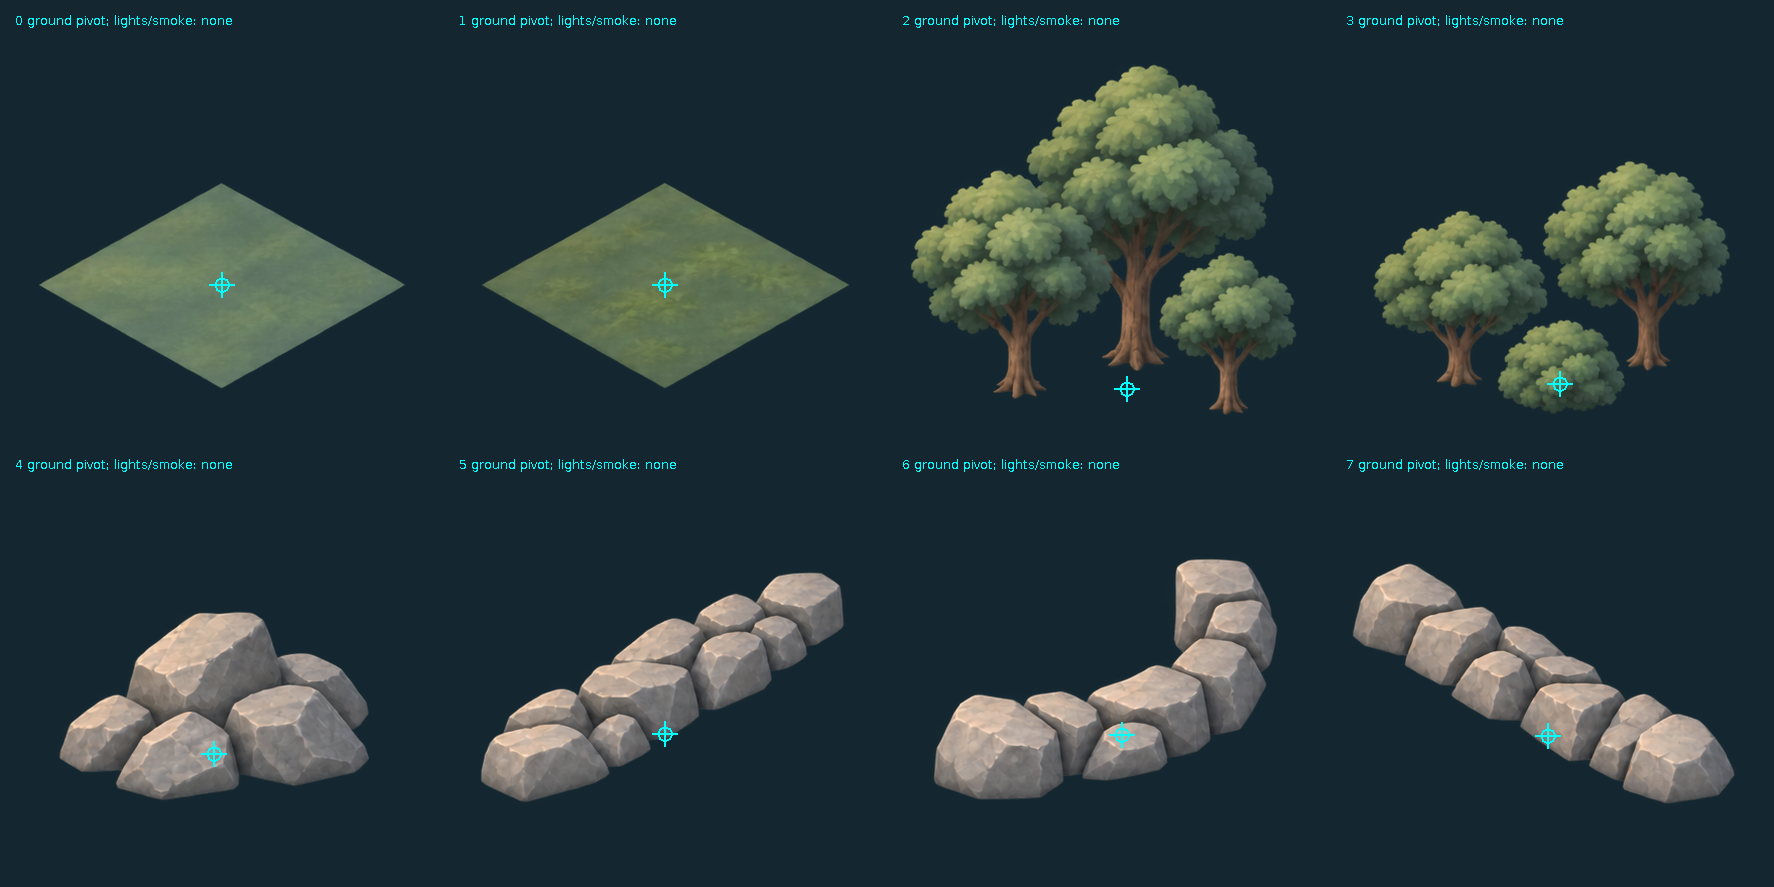 0 ground pivot; lights/smoke: none
1 ground pivot; lights/smoke: none
2 ground pivot; lights/smoke: none
3 ground pivot; lights/smoke: none
4 ground pivot; lights/smoke: none
5 ground pivot; lights/smoke: none
6 ground pivot; lights/smoke: none
7 ground pivot; lights/smoke: none